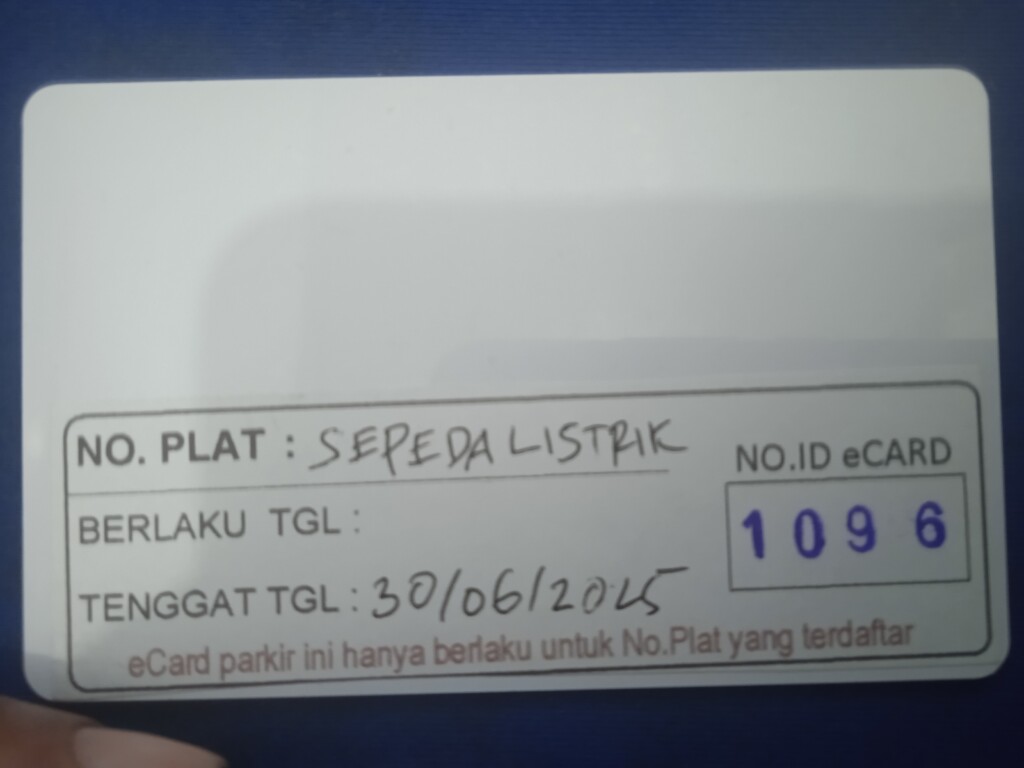 NO. PLAT : SEPEDA LISTRIK
NO.ID eCARD
1096
BERLAKU TGL :
TENGGAT TGL : 30/06/2025
eCard parkir ini hanya berlaku untuk No.Plat yang terdaftar